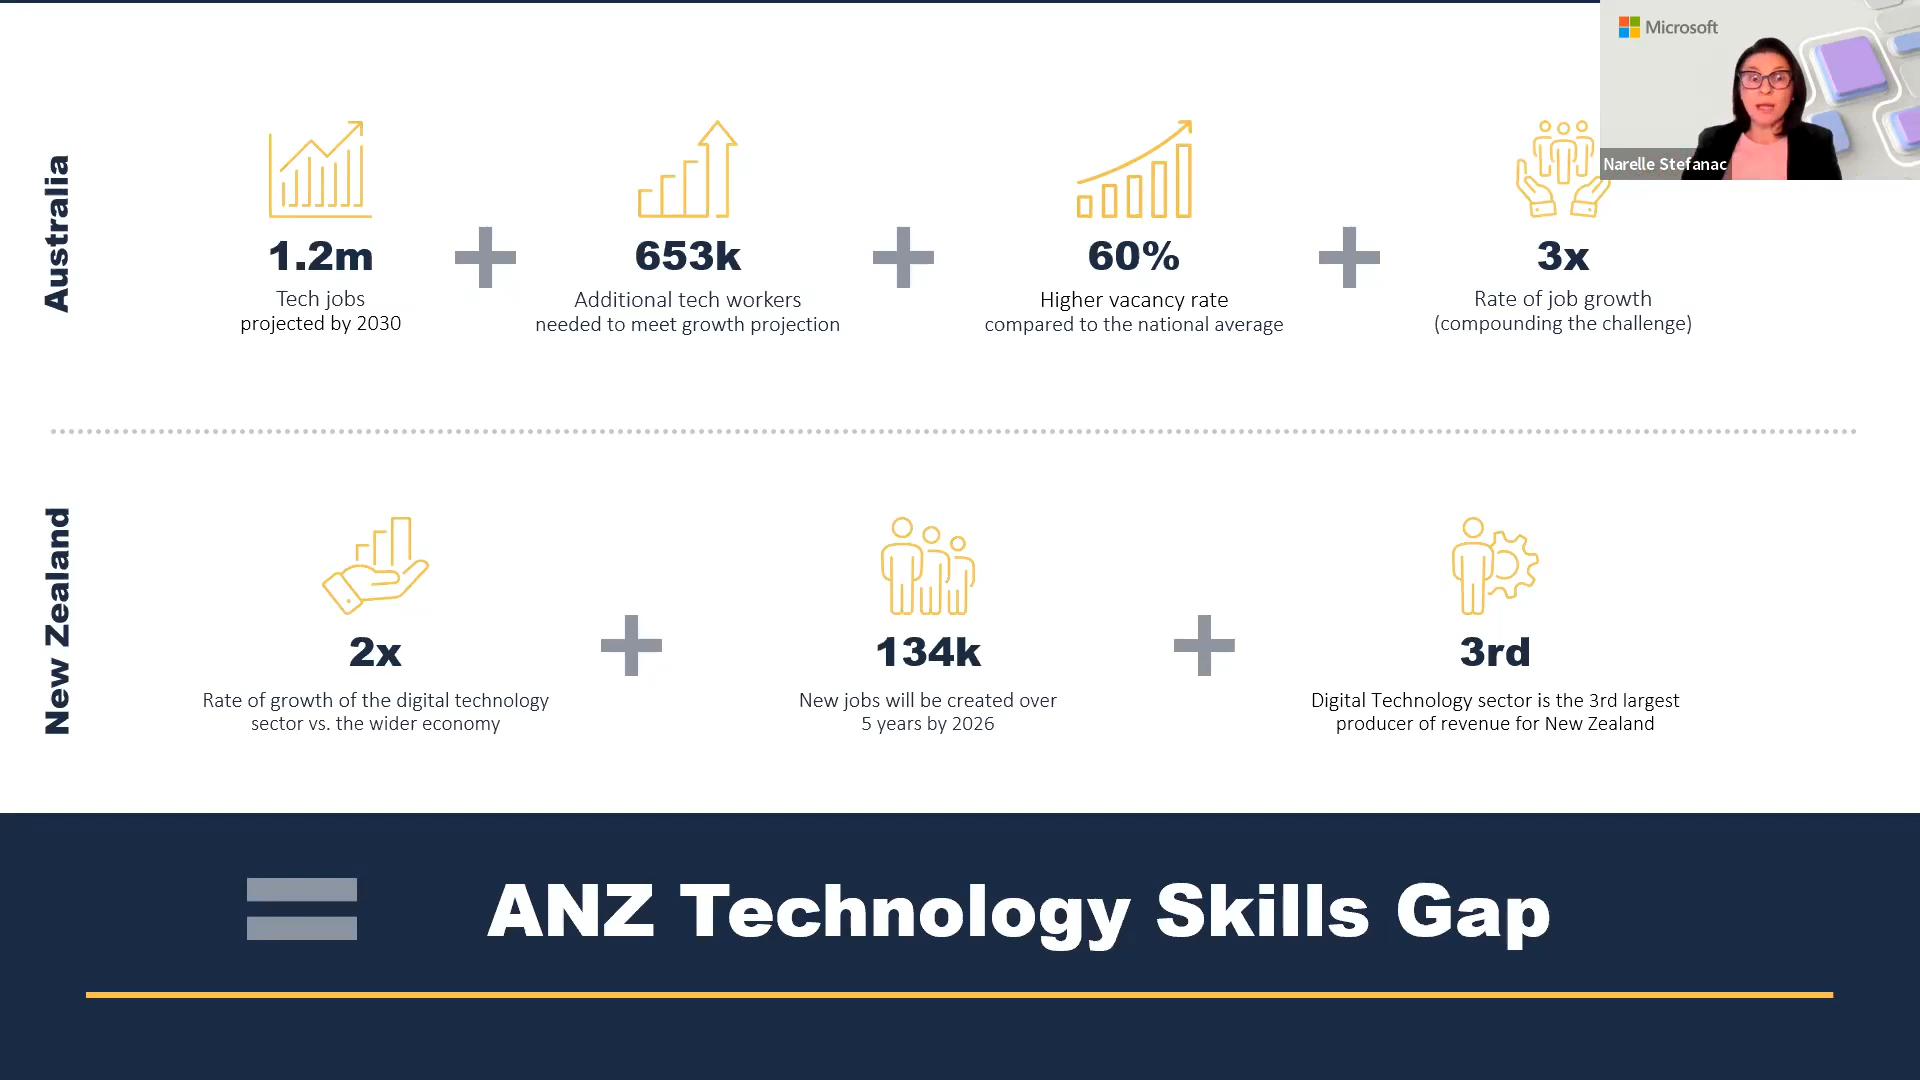 Microsoft
Narelle Stefanac
Australia
1.2m
Tech jobs
projected by 2030
653k
Additional tech workers
needed to meet growth projection
60%
Higher vacancy rate
compared to the national average
3x
Rate of job growth
(compounding the challenge)
New Zealand
2x
Rate of growth of the digital technology
sector vs. the wider economy
134k
New jobs will be created over
5 years by 2026
3rd
Digital Technology sector is the 3rd largest
producer of revenue for New Zealand
ANZ Technology Skills Gap